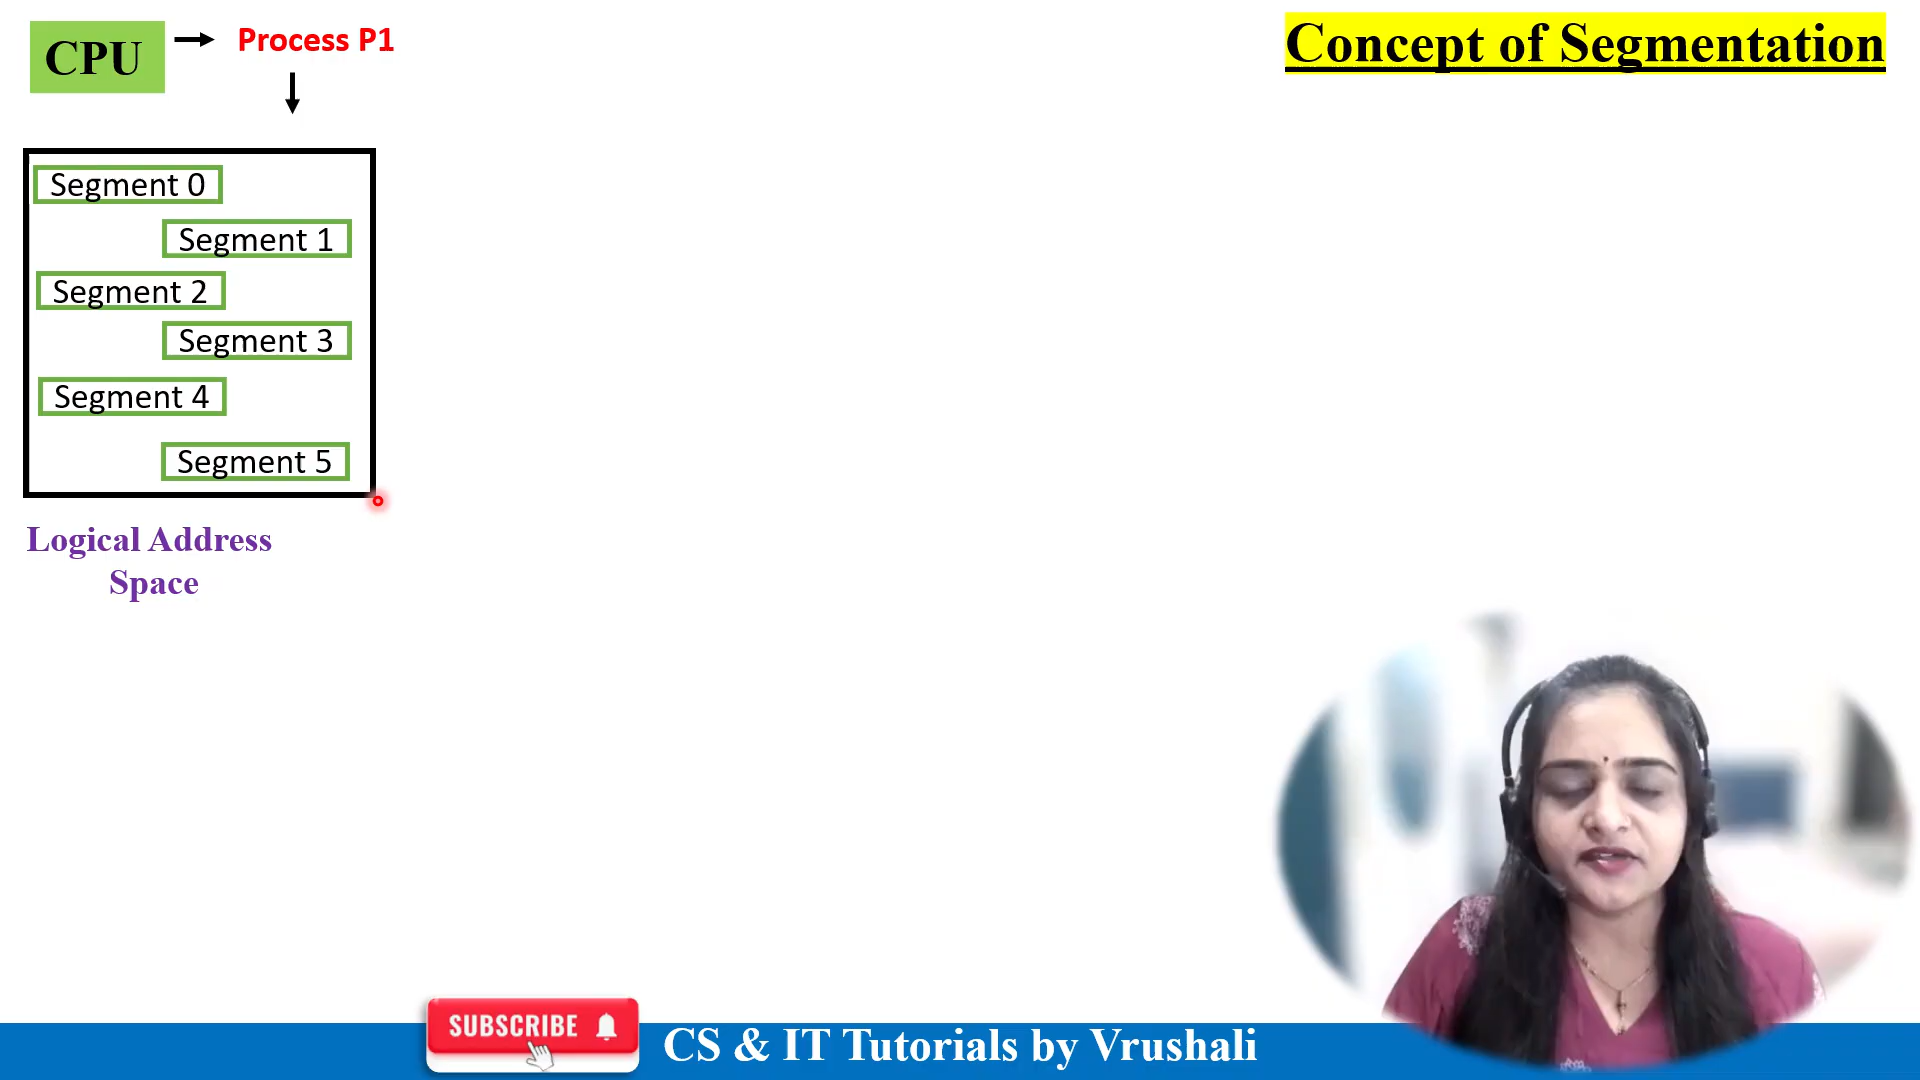 CPU
Process P1
Concept of Segmentation
Segment 0
Segment 1
Segment 2
Segment 3
Segment 4
Segment 5
Logical Address
Space
SUBSCRIBE
CS & IT Tutorials by Vrushali